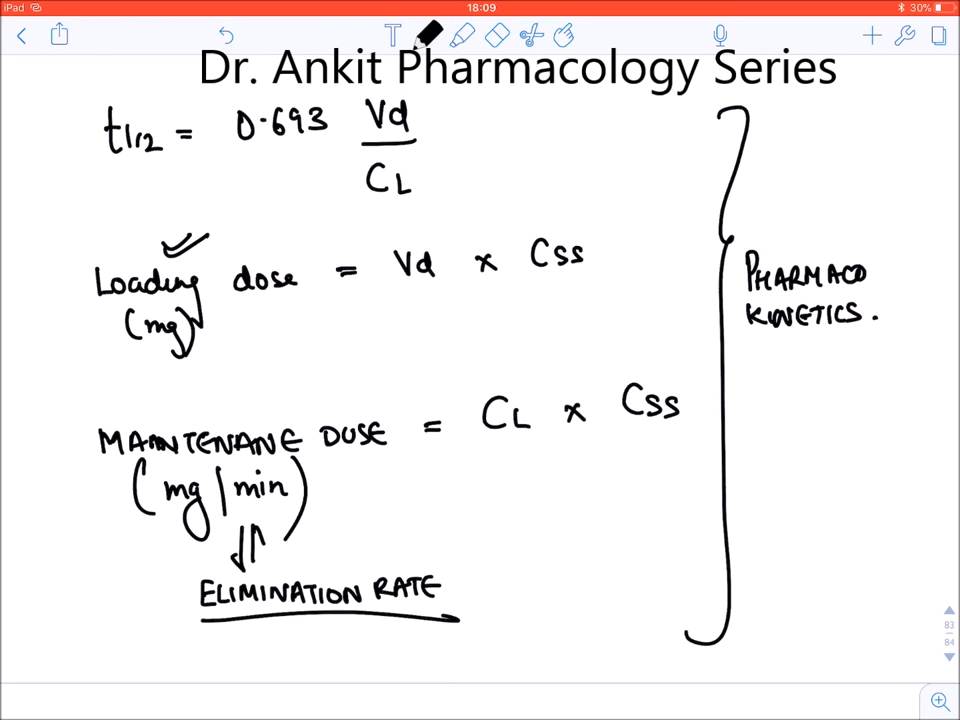 iPad 18:09 30%
T
Dr. Ankit Pharmacology Series
t1/2 = 0.693 Vd
CL
Loading dose = Vd x Css
(mg)
PHARMACO
KINETICS.
MAINTENANE DOSE = CL x Css
(mg/min)
ELIMINATION RATE
83
84